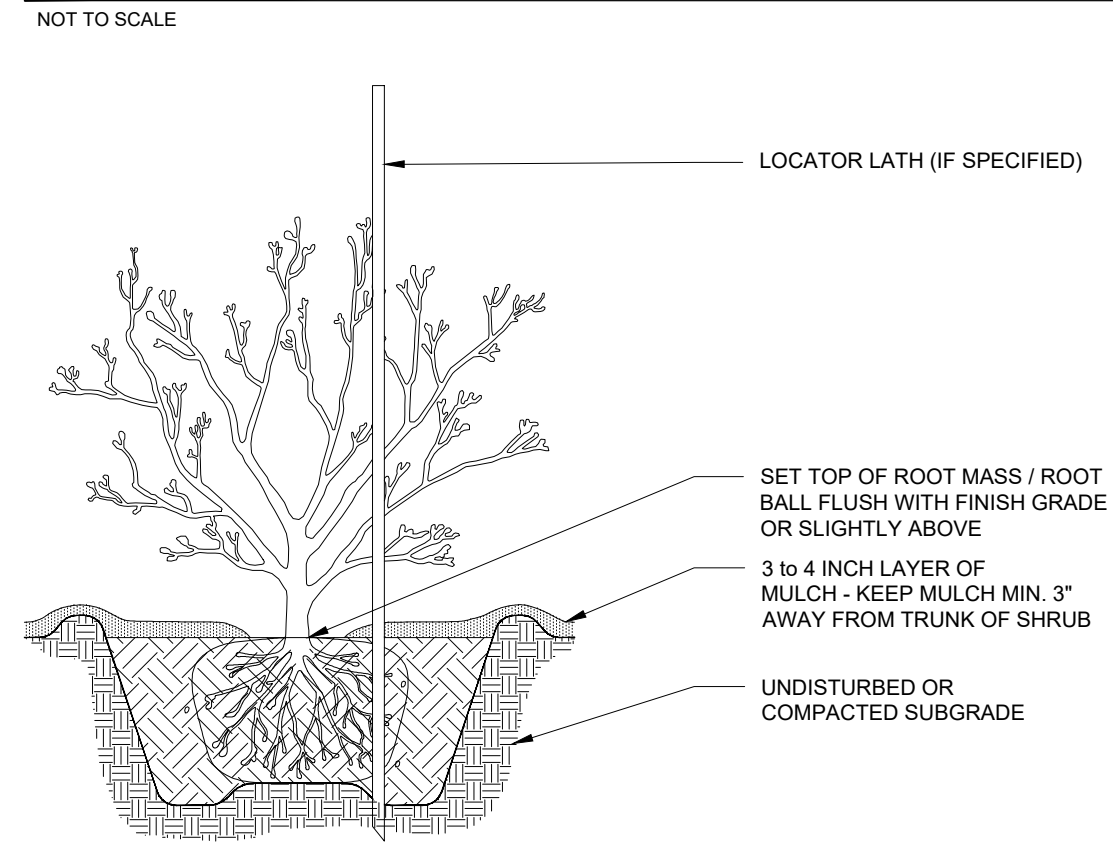 NOT TO SCALE
LOCATOR LATH (IF SPECIFIED)
SET TOP OF ROOT MASS / ROOT
BALL FLUSH WITH FINISH GRADE
OR SLIGHTLY ABOVE
3 to 4 INCH LAYER OF
MULCH - KEEP MULCH MIN. 3"
AWAY FROM TRUNK OF SHRUB
UNDISTURBED OR
COMPACTED SUBGRADE